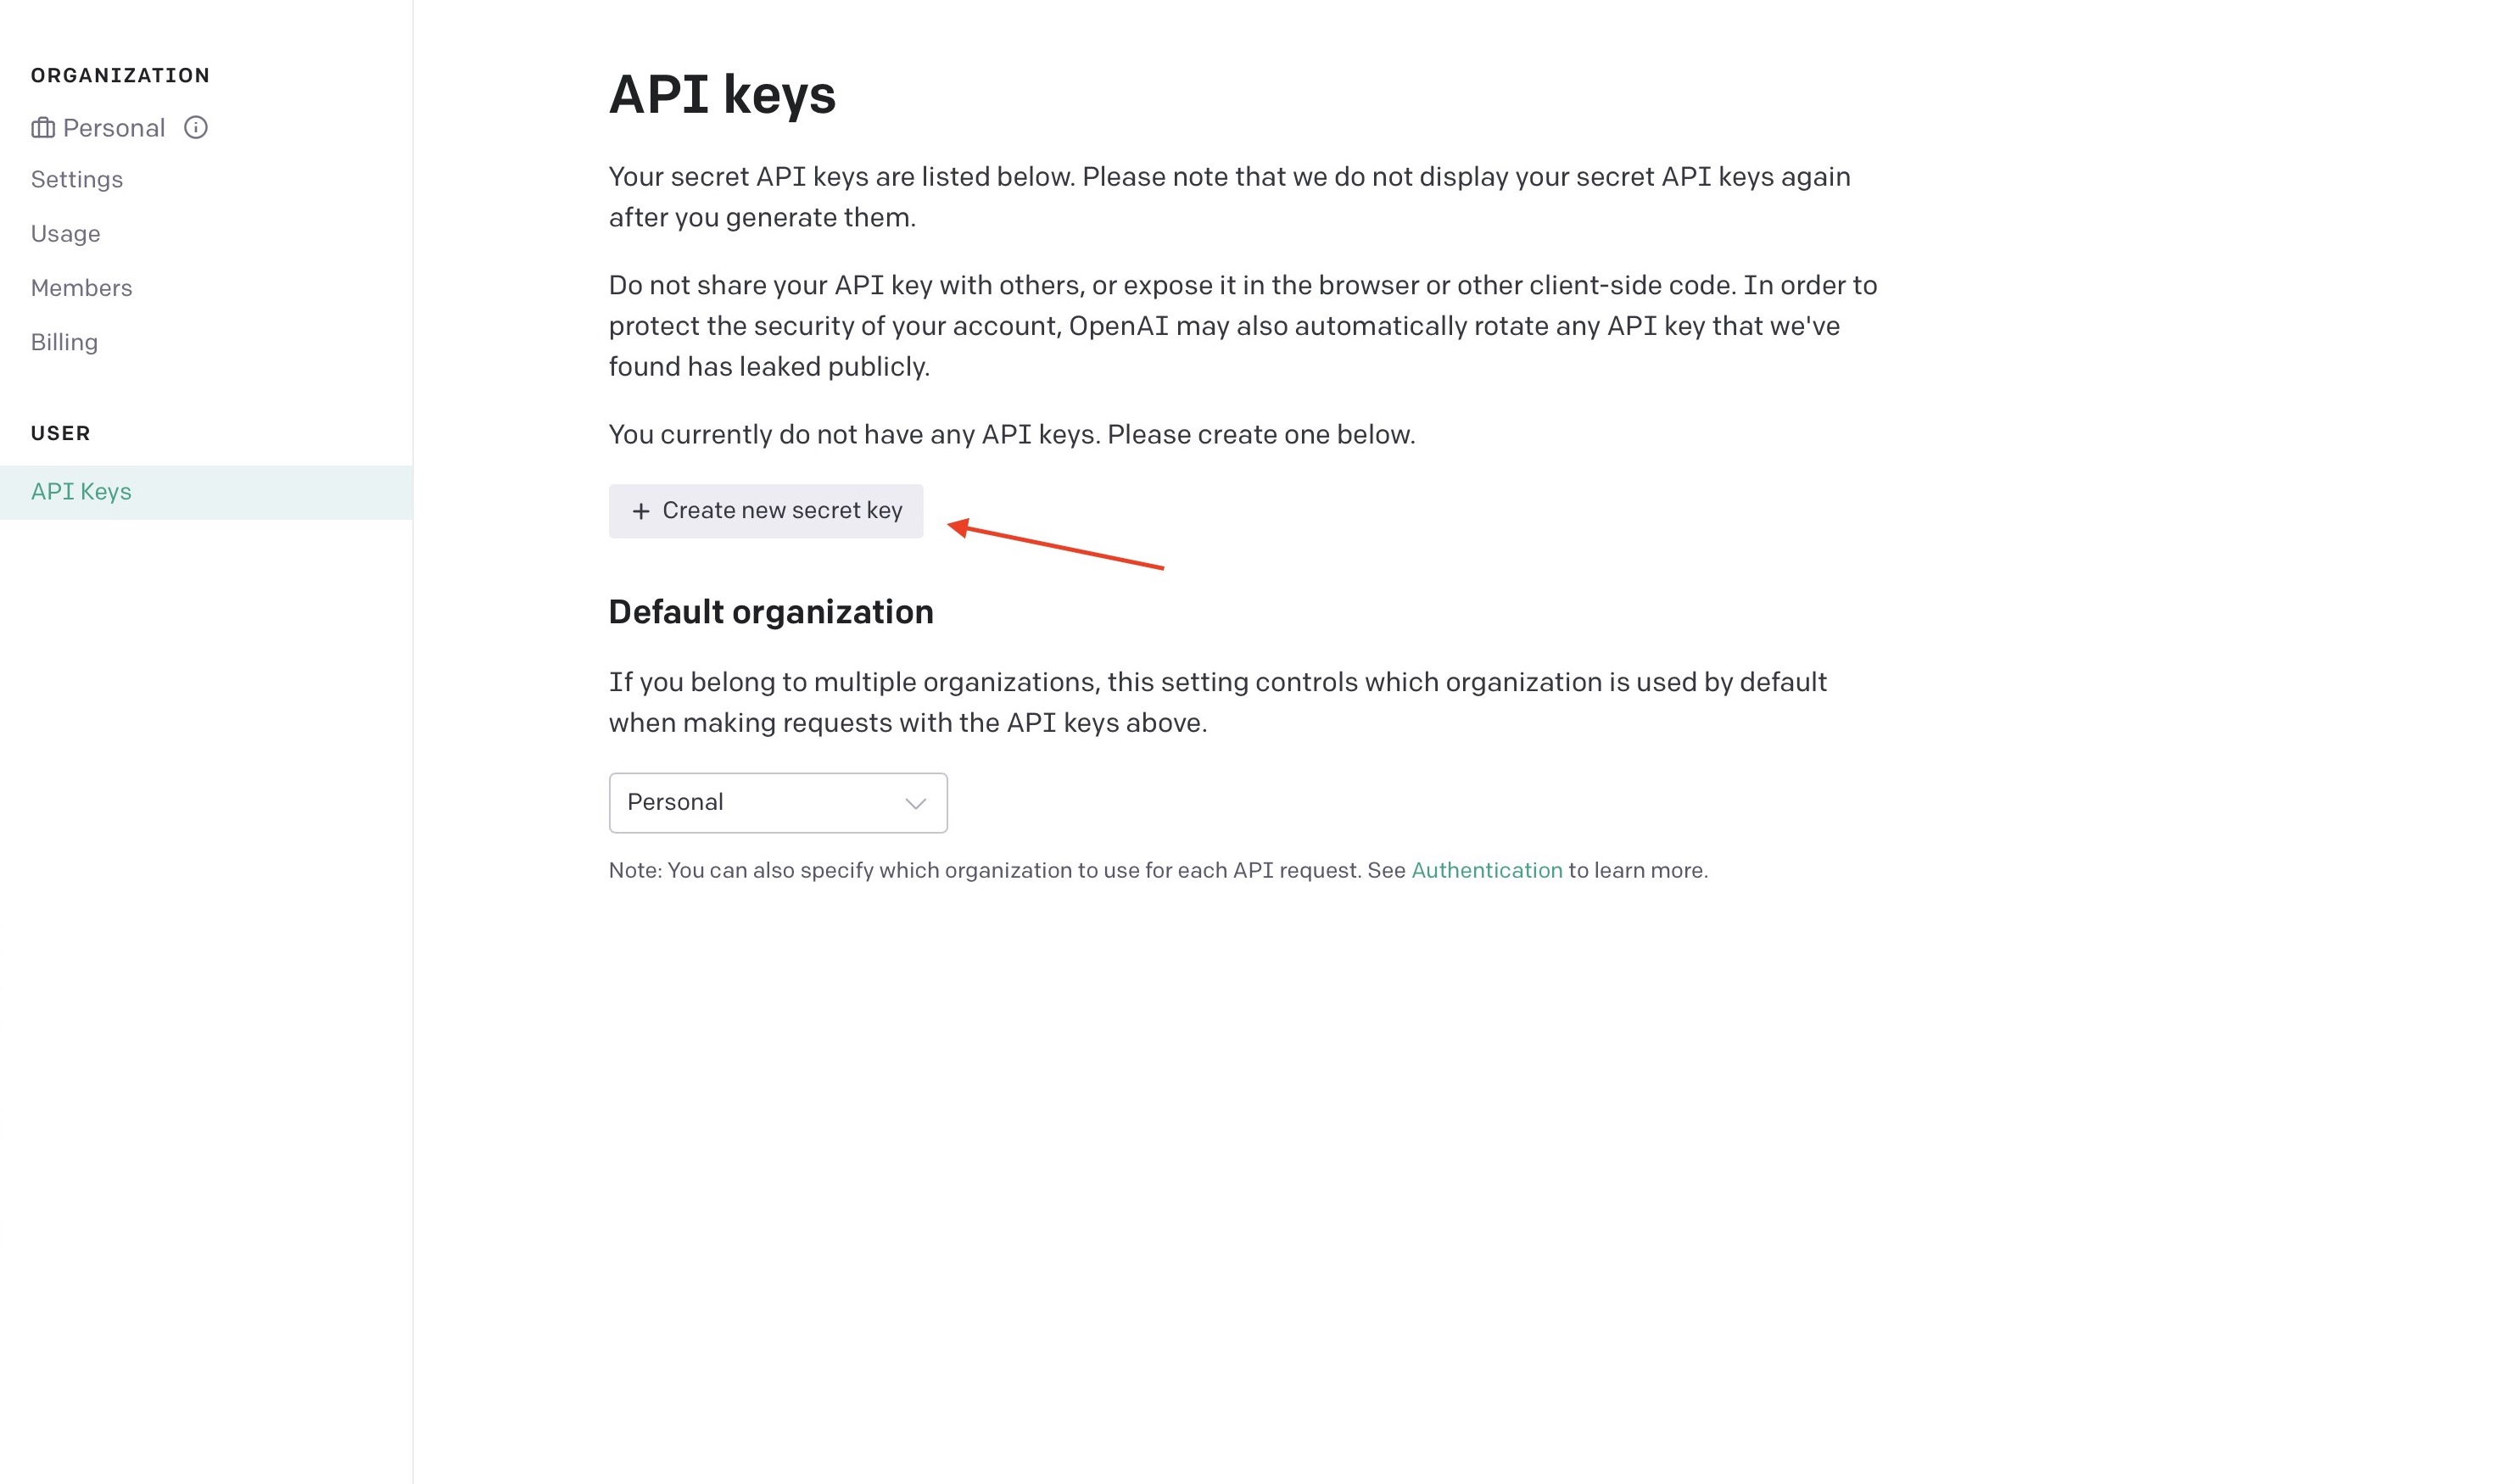 ORGANIZATION
Personal
Settings
Usage
Members
Billing
USER
API Keys
API keys
Your secret API keys are listed below. Please note that we do not display your secret API keys again
after you generate them.
Do not share your API key with others, or expose it in the browser or other client-side code. In order to
protect the security of your account, OpenAI may also automatically rotate any API key that we've
found has leaked publicly.
You currently do not have any API keys. Please create one below.
+ Create new secret key
Default organization
If you belong to multiple organizations, this setting controls which organization is used by default
when making requests with the API keys above.
Personal
Note: You can also specify which organization to use for each API request. See Authentication to learn more.